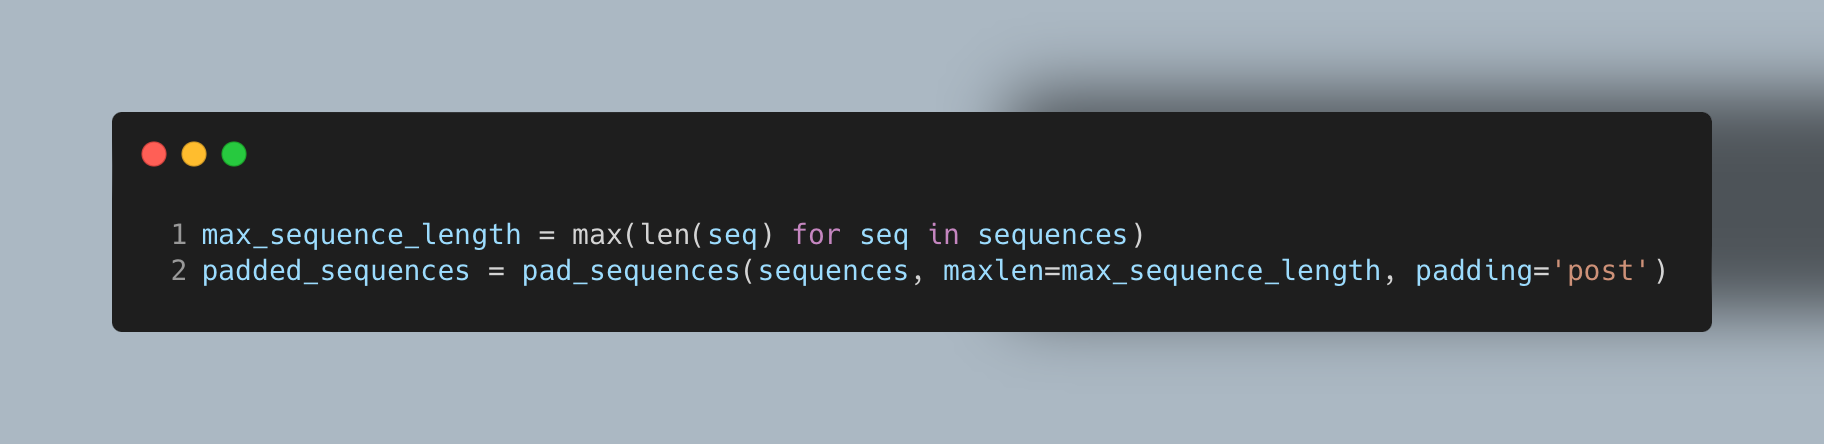 1 max_sequence_length = max(len(seq) for seq in sequences)
2 padded_sequences = pad_sequences(sequences, maxlen=max_sequence_length, padding='post')